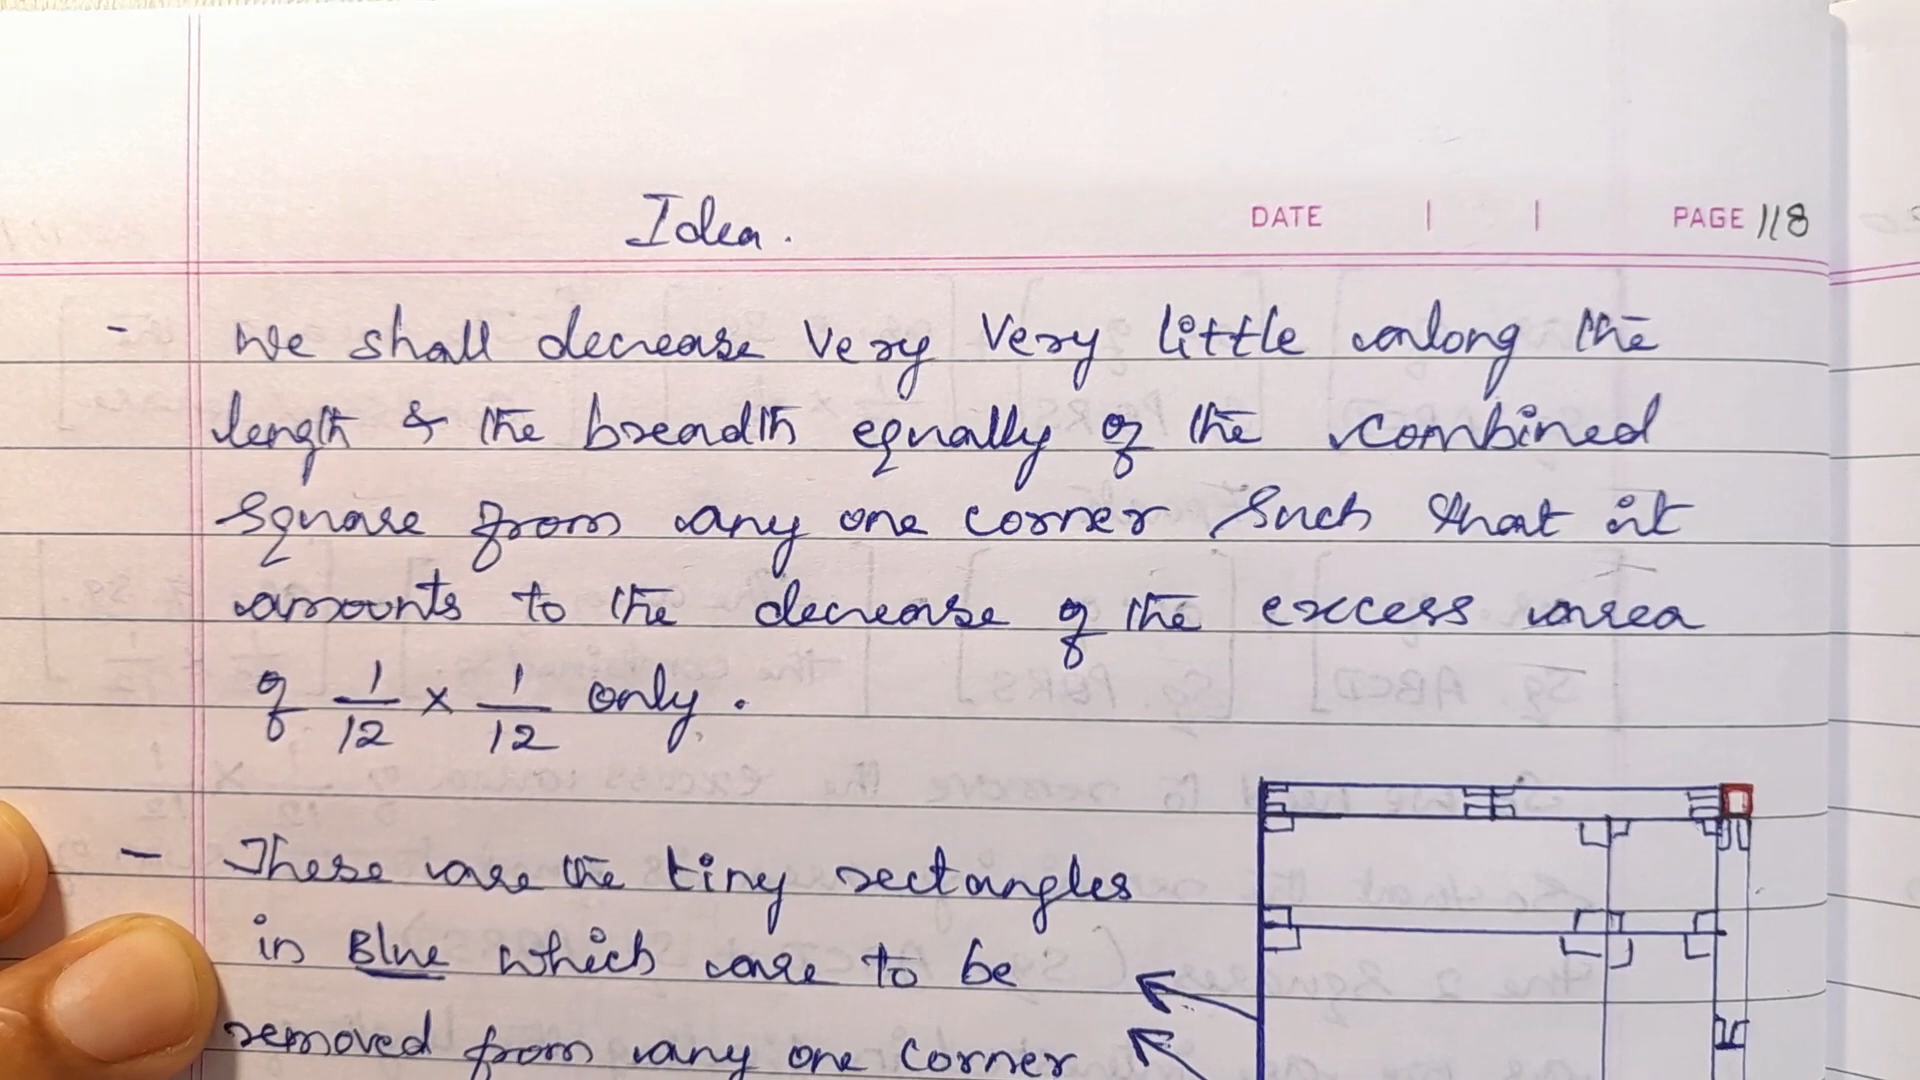 Idea.
DATE | | PAGE 118
- We shall decrease very very little along the
length & the breadth equally of the combined
square from any one corner such that it
amounts to the decrease of the excess area
of 1/12 × 1/12 only.
- These are the tiny rectangles
in Blue which are to be
removed from any one corner